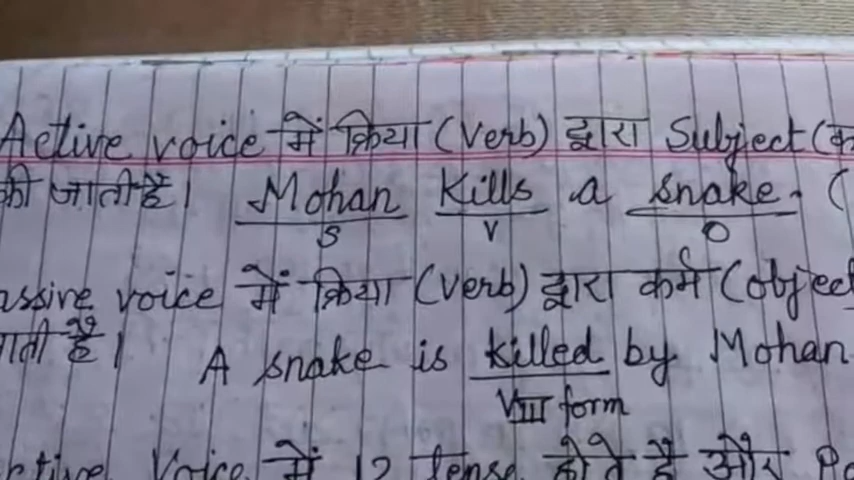 Active voice में क्रिया (Verb) द्वारा Subject (
की जाती है। Mohan Kills a snake. (
S V O
voice में क्रिया (verb) द्वारा कर्म (object
है। A snake is killed by Mohan
VIII form
Voice में 12 tense होते है और